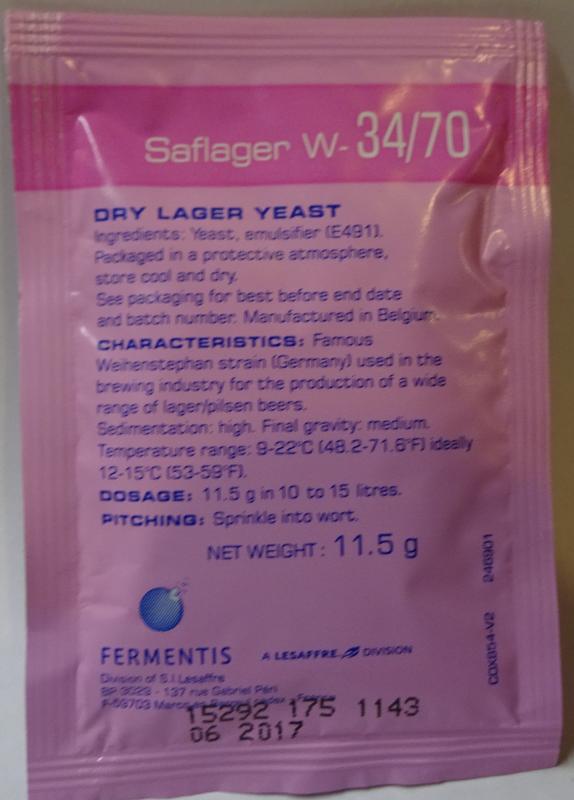 Saflager W-34/70
DRY LAGER YEAST
Ingredients: Yeast, emulsifier (E491).
Packaged in a protective atmosphere,
store cool and dry.
See packaging for best before end date
and batch number. Manufactured in Belgium.
CHARACTERISTICS: Famous
Weihenstephan strain (Germany) used in the
brewing industry for the production of a wide
range of lager/pilsen beers.
Sedimentation: high. Final gravity: medium.
Temperature range: 9-22°C (48.2-71.6°F) ideally
12-15°C (53-59°F).
DOSAGE: 11.5 g in 10 to 15 litres.
PITCHING: Sprinkle into wort.
NET WEIGHT : 11.5 g
FERMENTIS
A LESAFFRE DIVISION
Division of S.I.Lesaffre
BP 3029 - 137 rue Gabriel Péri
F-59703 Marcq
15292 175 1143
06 2017
COX854-V2 246901